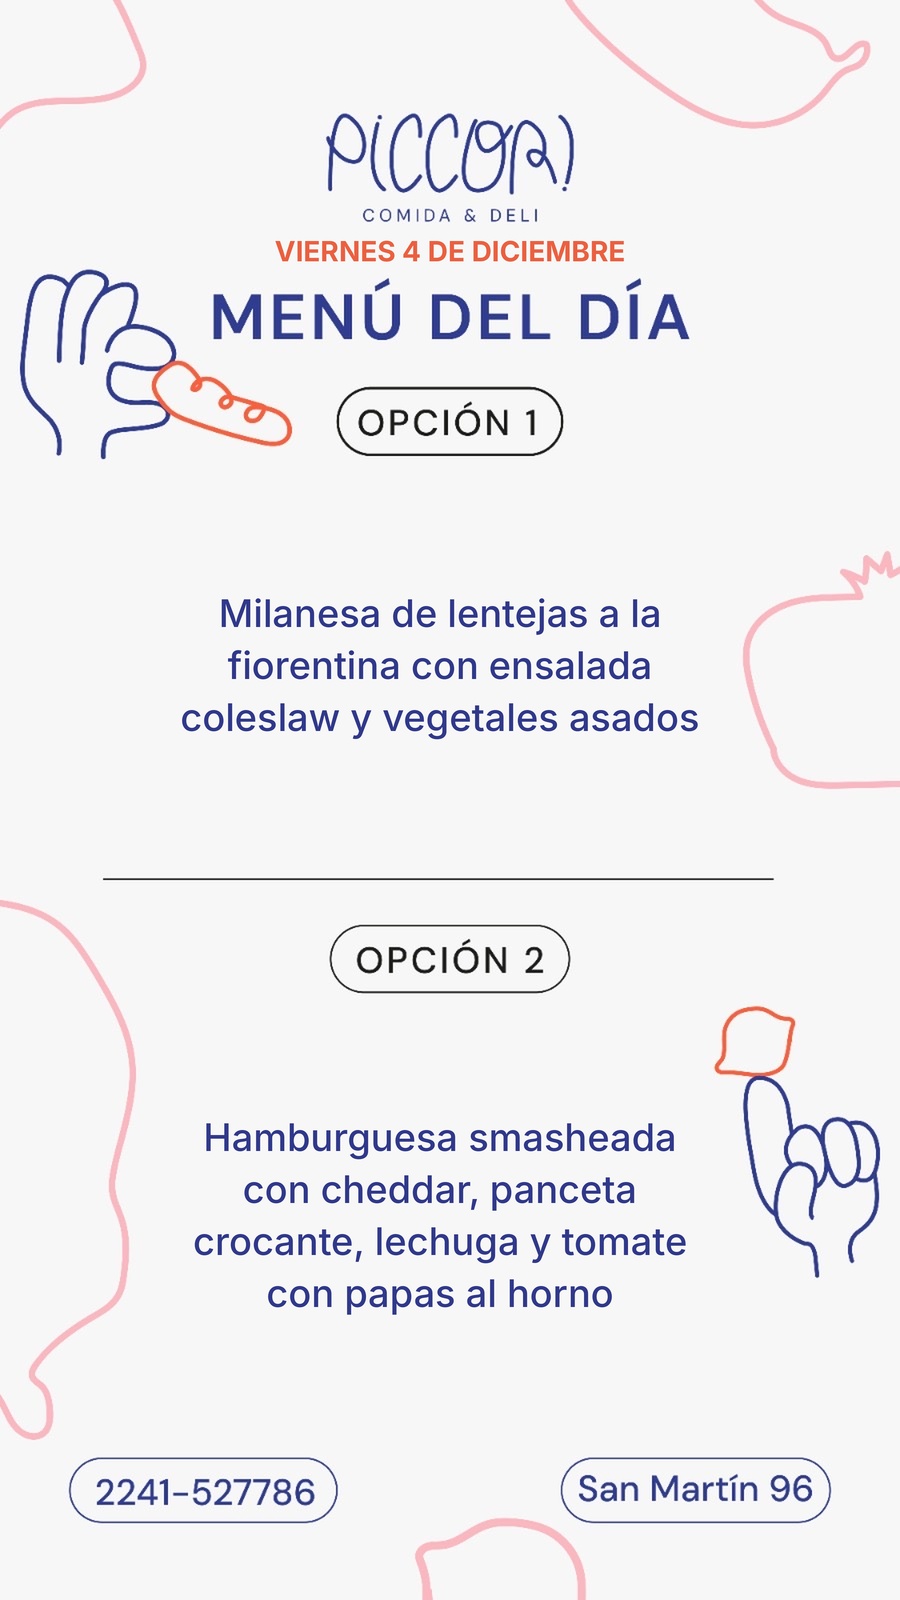 PiCCOR!
COMIDA & DELI
VIERNES 4 DE DICIEMBRE
MENÚ DEL DÍA
OPCIÓN 1
Milanesa de lentejas a la
fiorentina con ensalada
coleslaw y vegetales asados
OPCIÓN 2
Hamburguesa smasheada
con cheddar, panceta
crocante, lechuga y tomate
con papas al horno
2241-527786
San Martín 96